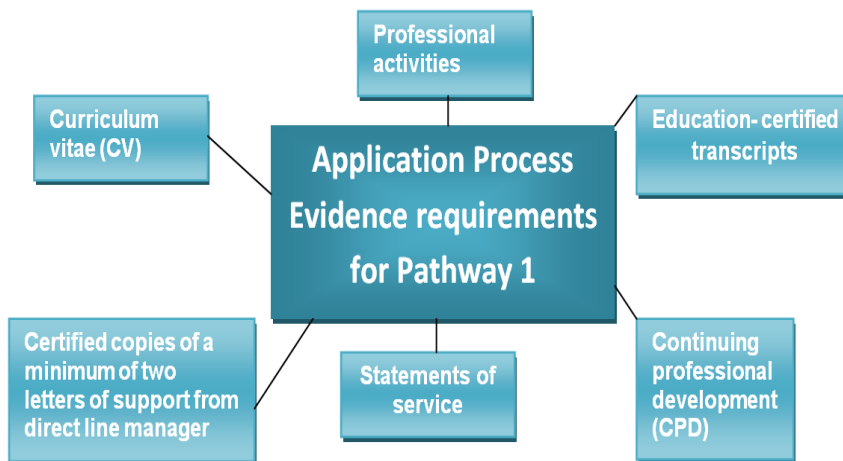 Professional
activities
Curriculum
vitae (CV)
Education- certified
transcripts
Application Process
Evidence requirements
for Pathway 1
Certified copies of a
minimum of two
letters of support from
direct line manager
Statements of
service
Continuing
professional
development
(CPD)